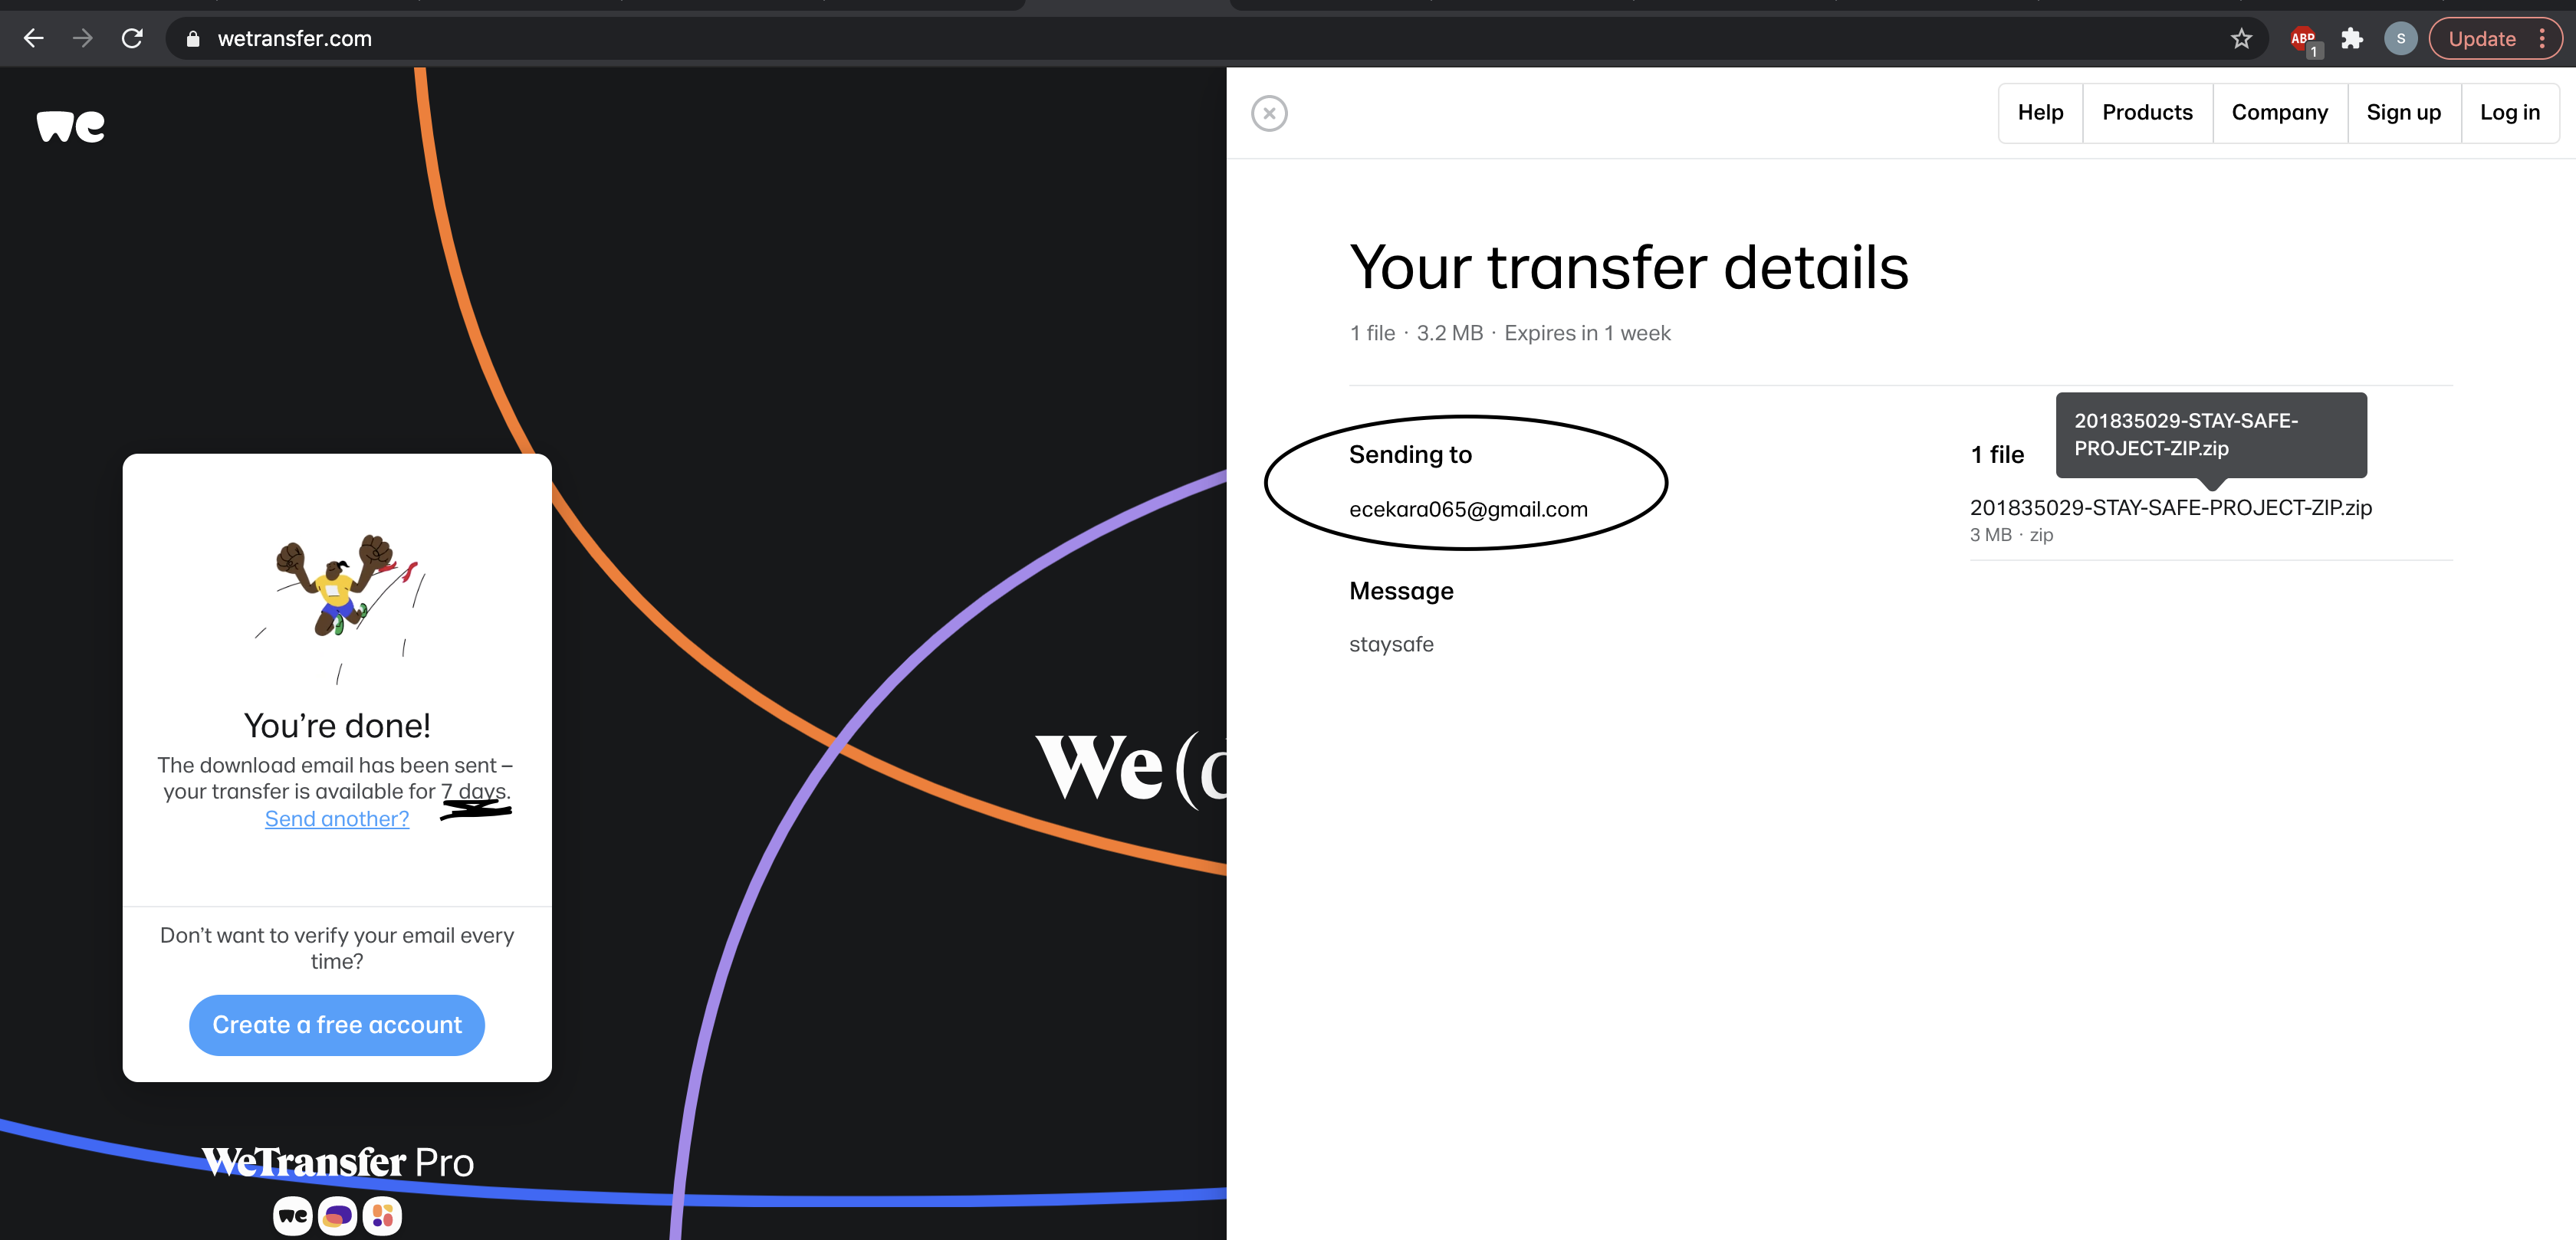 wetransfer.com
ABP
1
S
Update
we
Help
Products
Company
Sign up
Log in
Your transfer details
1 file · 3.2 MB · Expires in 1 week
Sending to
ecekara065@gmail.com
Message
staysafe
1 file
201835029-STAY-SAFE-
PROJECT-ZIP.zip
201835029-STAY-SAFE-PROJECT-ZIP.zip
3 MB · zip
We (
You’re done!
The download email has been sent –
your transfer is available for 7 days.
Send another?
Don’t want to verify your email every
time?
Create a free account
WeTransfer Pro
we